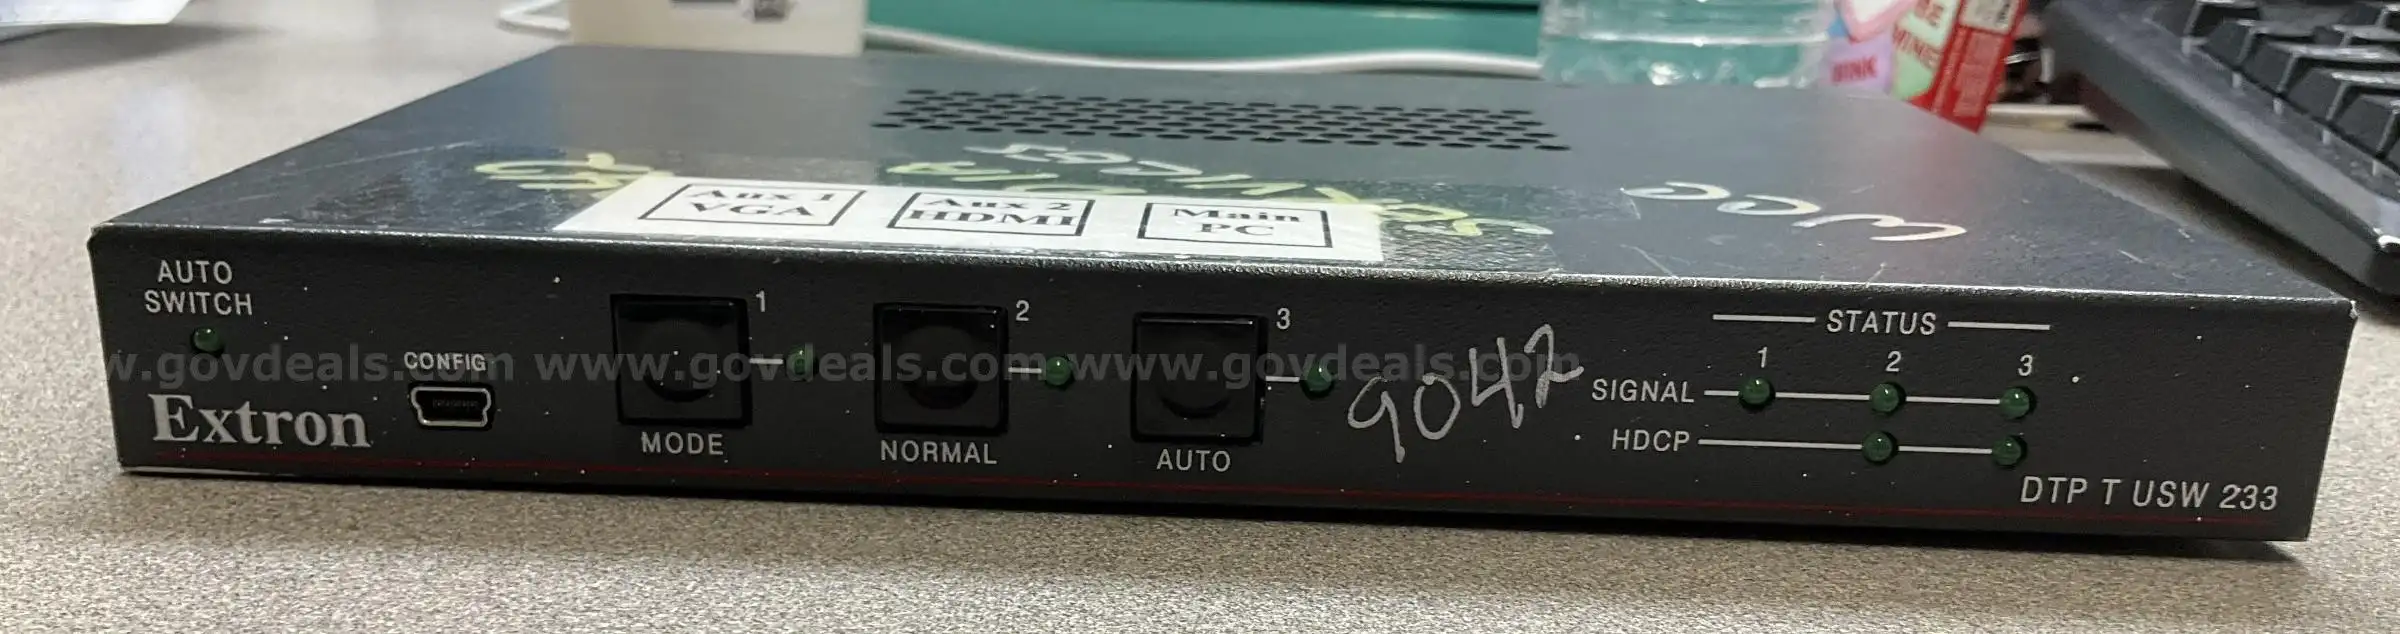 Aux 1
VGA
Aux 2
HDMI
Main
PC
AUTO
SWITCH
CONFIG
Extron
1
MODE
2
NORMAL
3
AUTO
9042
STATUS
1 2 3
SIGNAL
HDCP
DTP T USW 233
w.govdeals.com www.govdeals.com www.govdeals.com